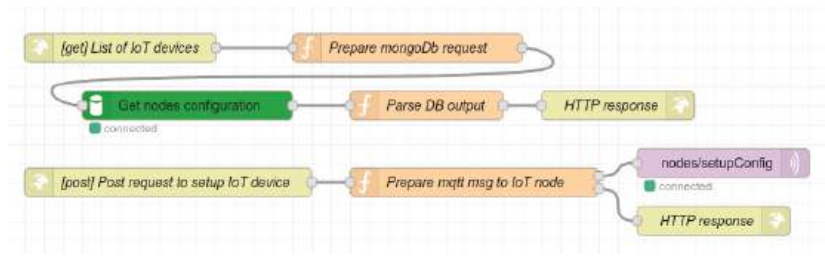 [get] List of IoT devices
Prepare mongoDb request
Get nodes configuration
Parse DB output
HTTP response
connected
nodes/setupConfig
[post] Post request to setup IoT device
Prepare mqtt msg to IoT node
connected
HTTP response